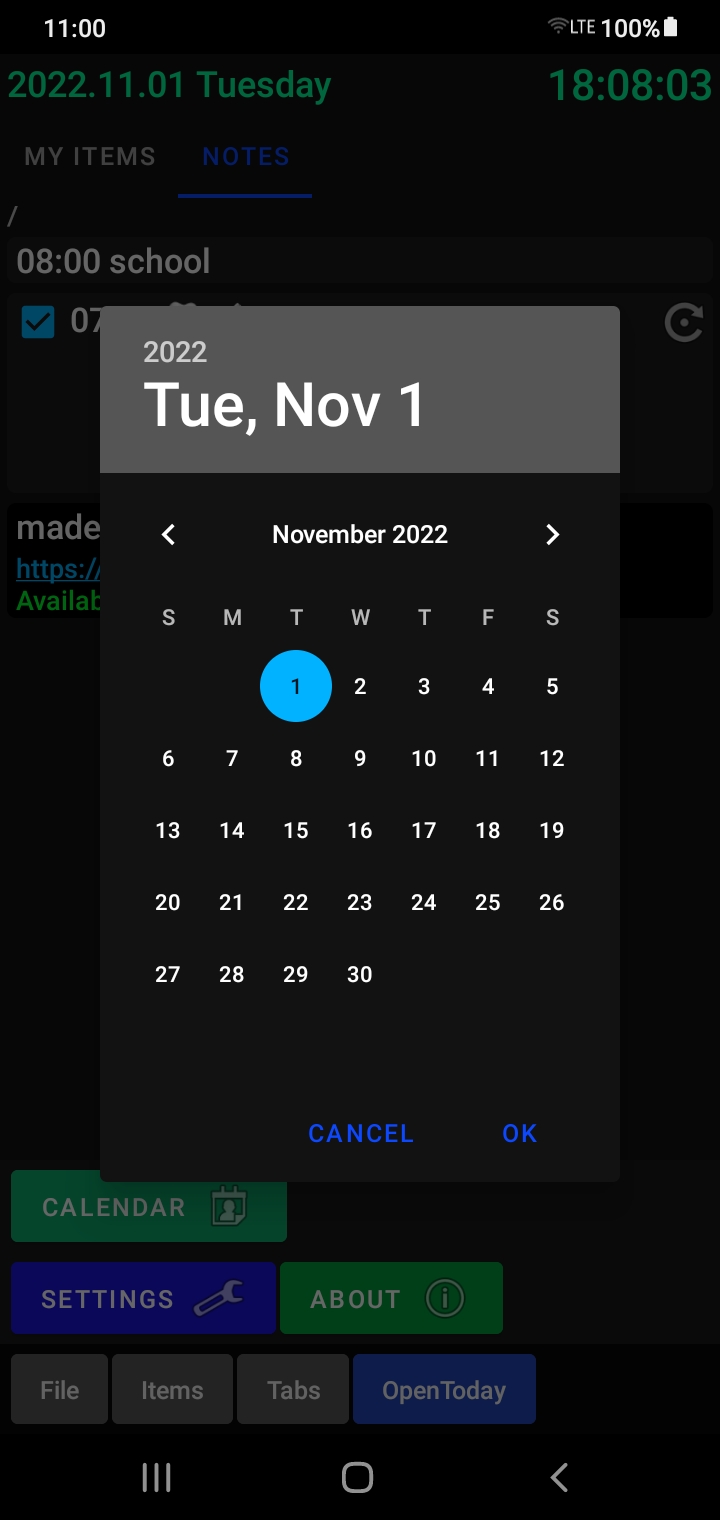 11:00 LTE 100%
2022.11.01 Tuesday 18:08:03
MY ITEMS NOTES
/
08:00 school
07
2022
Tue, Nov 1
made
https://
November 2022
S M T W T F S
1 2 3 4 5
6 7 8 9 10 11 12
13 14 15 16 17 18 19
20 21 22 23 24 25 26
27 28 29 30
CANCEL OK
CALENDAR
SETTINGS ABOUT
File Items Tabs OpenToday